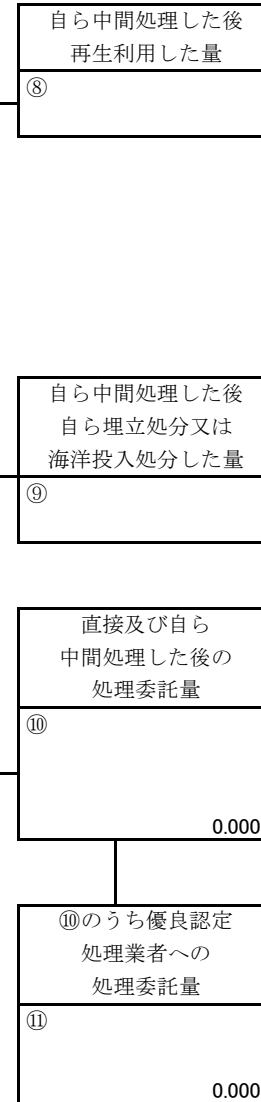 自ら中間処理した後
再生利用した量
⑧
自ら中間処理した後
自ら埋立処分又は
海洋投入処分した量
⑨
直接及び自ら
中間処理した後の
処理委託量
⑩
0.000
⑩のうち優良認定
処理業者への
処理委託量
⑪
0.000